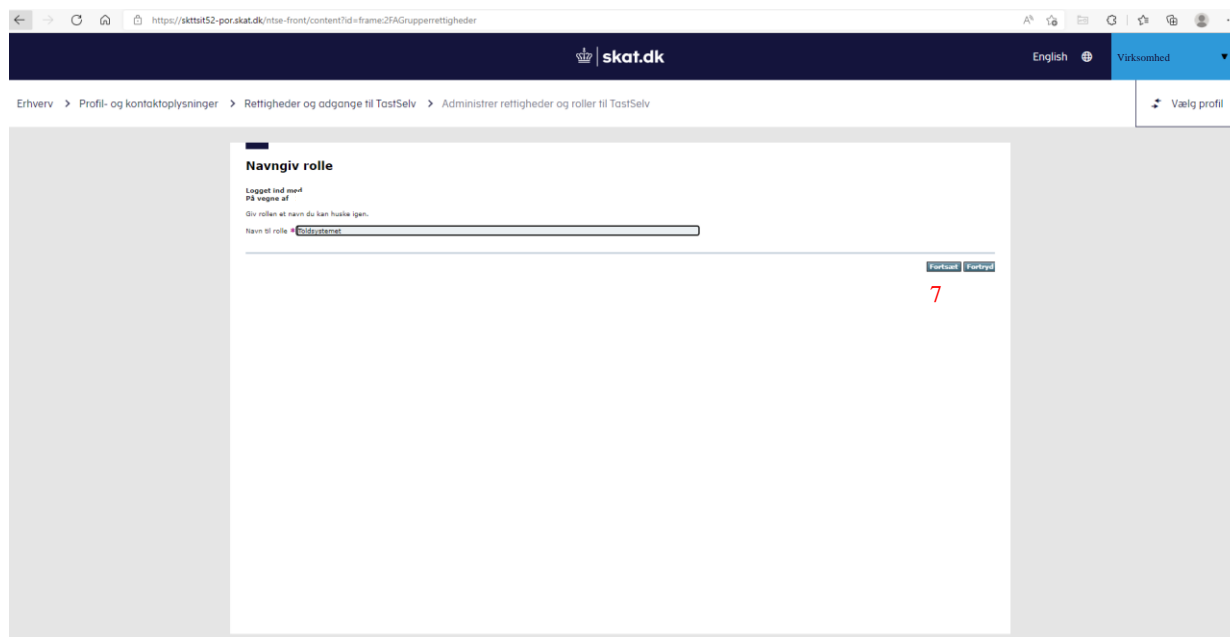 https://skttsit52-por.skat.dk/ntse-front/content?id=frame:2FAGrupperrettigheder
skat.dk
English
Virksomhed
Erhverv > Profil- og kontaktoplysninger > Rettigheder og adgange til TastSelv > Administrer rettigheder og roller til TastSelv
Vælg profil
Navngiv rolle
Logget ind med
På vegne af
Giv rollen et navn du kan huske igen.
Navn til rolle * Toldsystemet
Fortsæt Fortryd
7